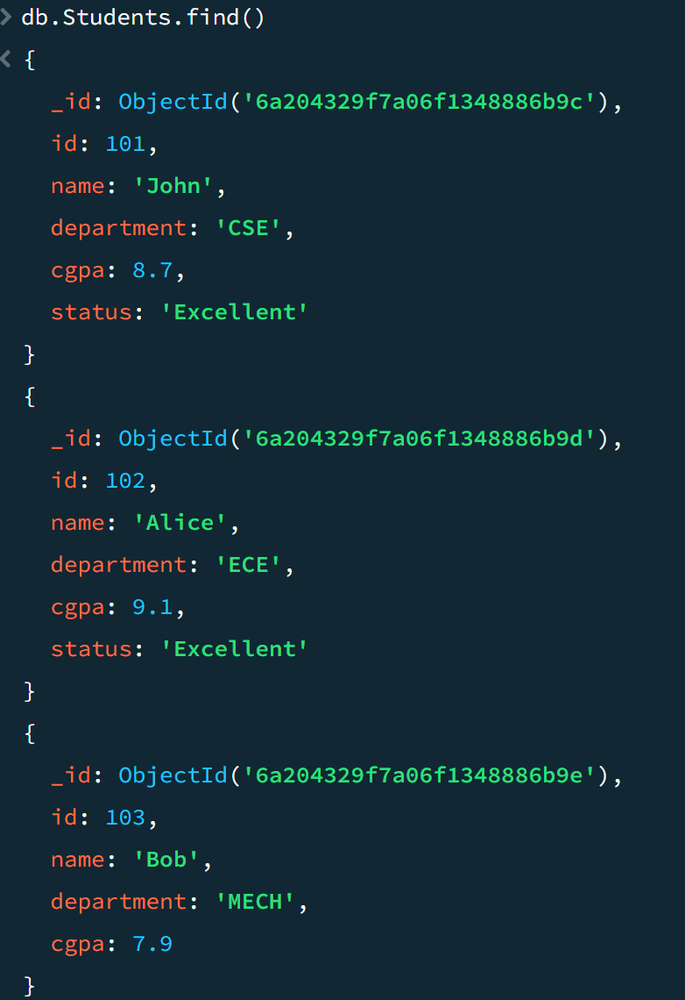 > db.Students.find()
< {
  _id: ObjectId('6a204329f7a06f1348886b9c'),
  id: 101,
  name: 'John',
  department: 'CSE',
  cgpa: 8.7,
  status: 'Excellent'
}
{
  _id: ObjectId('6a204329f7a06f1348886b9d'),
  id: 102,
  name: 'Alice',
  department: 'ECE',
  cgpa: 9.1,
  status: 'Excellent'
}
{
  _id: ObjectId('6a204329f7a06f1348886b9e'),
  id: 103,
  name: 'Bob',
  department: 'MECH',
  cgpa: 7.9
}